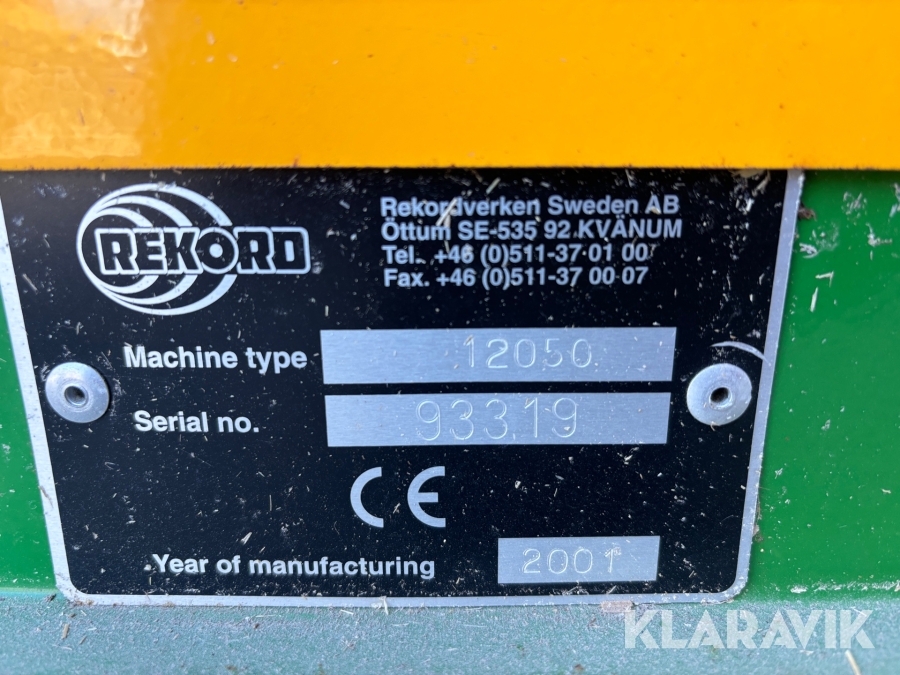 REKORD
Rekordverken Sweden AB
Öttum SE-535 92 KVÄNUM
Tel. +46 (0)511-37 01 00
Fax. +46 (0)511-37 00 07
Machine type 12050
Serial no. 93319
CE
Year of manufacturing 2001
KLARAVIK